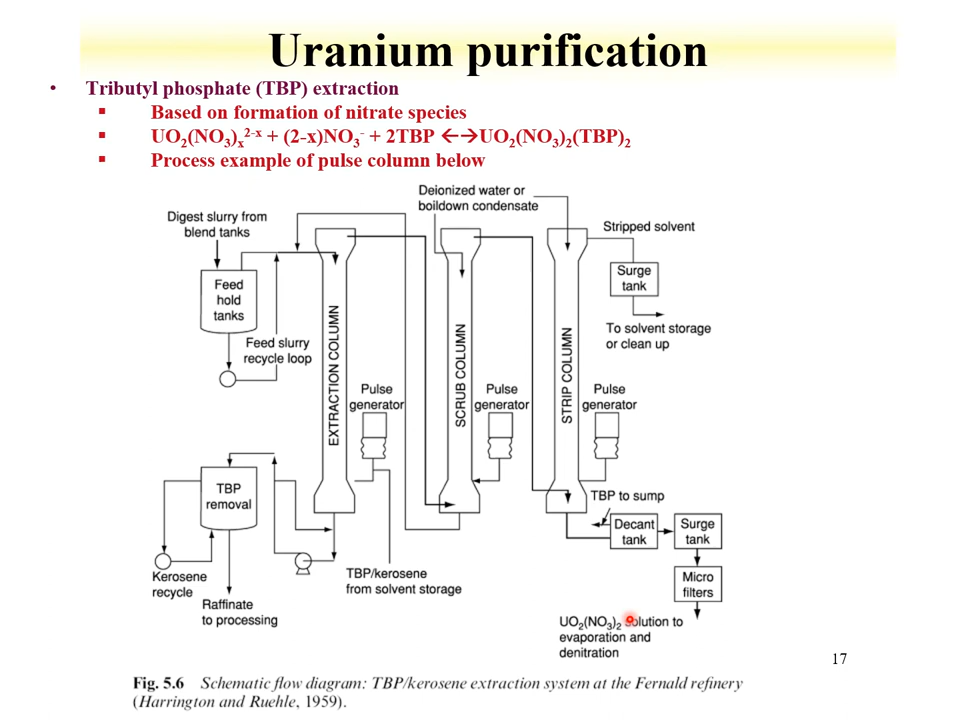 Uranium purification
• Tributyl phosphate (TBP) extraction
▪ Based on formation of nitrate species
▪ UO₂(NO₃)ₓ²⁻ˣ + (2-x)NO₃⁻ + 2TBP ←→UO₂(NO₃)₂(TBP)₂
▪ Process example of pulse column below
Deionized water or
boildown condensate
Digest slurry from
blend tanks
Stripped solvent
Feed
hold
tanks
Surge
tank
Feed slurry
recycle loop
To solvent storage
or clean up
EXTRACTION COLUMN
SCRUB COLUMN
STRIP COLUMN
Pulse
generator
Pulse
generator
Pulse
generator
TBP
removal
TBP to sump
Decant
tank
Surge
tank
Kerosene
recycle
TBP/kerosene
from solvent storage
Micro
filters
Raffinate
to processing
UO₂(NO₃)₂ solution to
evaporation and
denitration
17
Fig. 5.6 Schematic flow diagram: TBP/kerosene extraction system at the Fernald refinery
(Harrington and Ruehle, 1959).